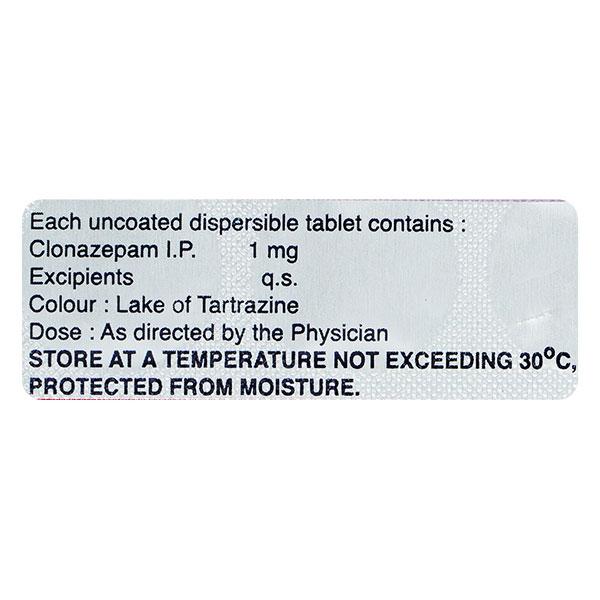 Each uncoated dispersible tablet contains :
Clonazepam I.P. 1 mg
Excipients q.s.
Colour : Lake of Tartrazine
Dose : As directed by the Physician
STORE AT A TEMPERATURE NOT EXCEEDING 30°C,
PROTECTED FROM MOISTURE.